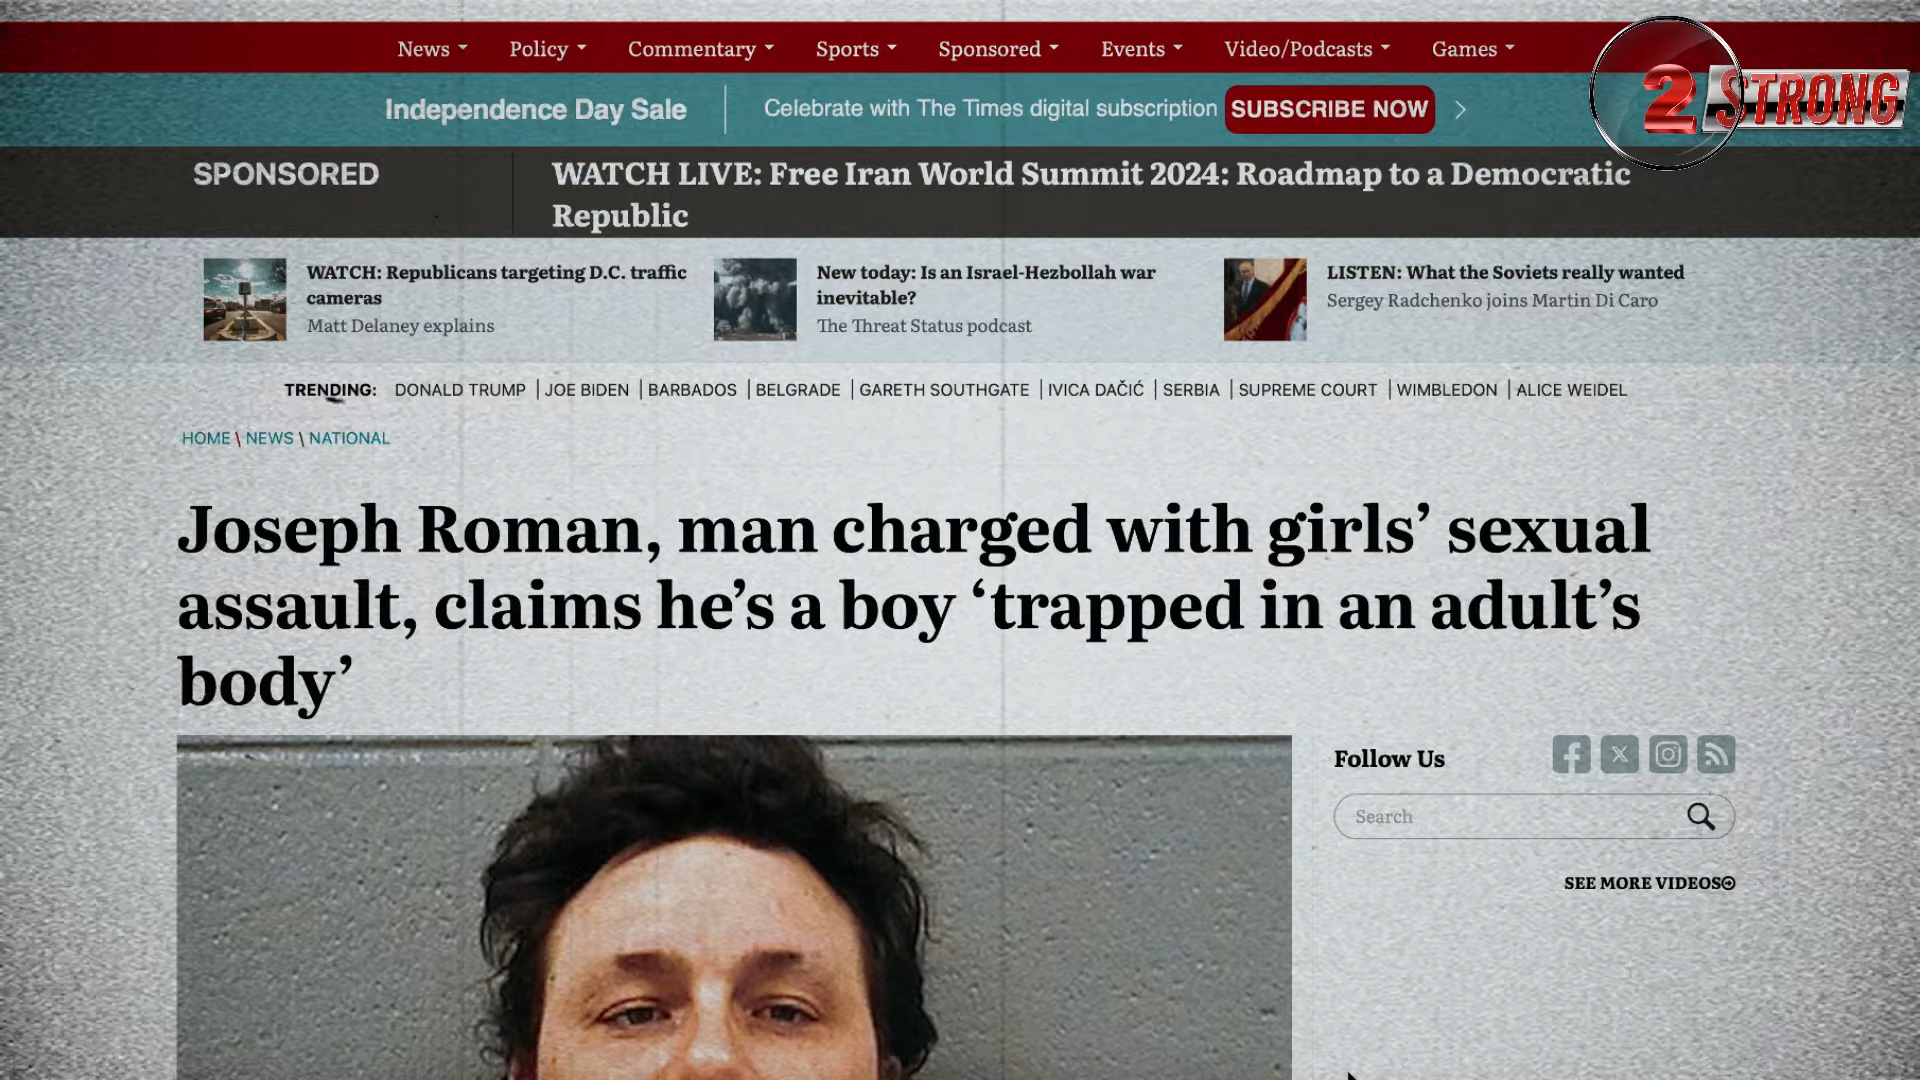 News Policy Commentary Sports Sponsored Events Video/Podcasts Games
2 STRONG
Independence Day Sale Celebrate with The Times digital subscription SUBSCRIBE NOW
SPONSORED
WATCH LIVE: Free Iran World Summit 2024: Roadmap to a Democratic
Republic
WATCH: Republicans targeting D.C. traffic
cameras
Matt Delaney explains
New today: Is an Israel-Hezbollah war
inevitable?
The Threat Status podcast
LISTEN: What the Soviets really wanted
Sergey Radchenko joins Martin Di Caro
TRENDING: DONALD TRUMP | JOE BIDEN | BARBADOS | BELGRADE | GARETH SOUTHGATE | IVICA DAČIĆ | SERBIA | SUPREME COURT | WIMBLEDON | ALICE WEIDEL
HOME \ NEWS \ NATIONAL
Joseph Roman, man charged with girls’ sexual
assault, claims he’s a boy ‘trapped in an adult’s
body’
Follow Us
Search
SEE MORE VIDEOS